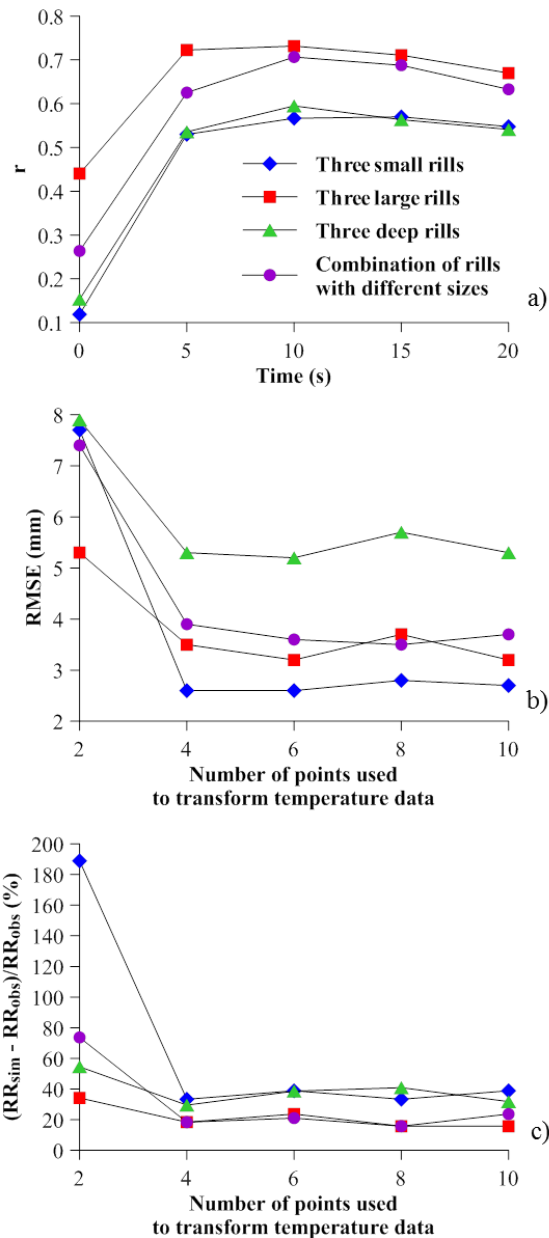 0.8
0.7
0.6
0.5
0.4
0.3
0.2
0.1
r
0 5 10 15 20
Time (s)
Three small rills
Three large rills
Three deep rills
Combination of rills
with different sizes
a)
8
7
6
5
4
3
2
RMSE (mm)
2 4 6 8 10
Number of points used
to transform temperature data
b)
200
180
160
140
120
100
80
60
40
20
0
(RRsim - RRobs)/RRobs (%)
2 4 6 8 10
Number of points used
to transform temperature data
c)